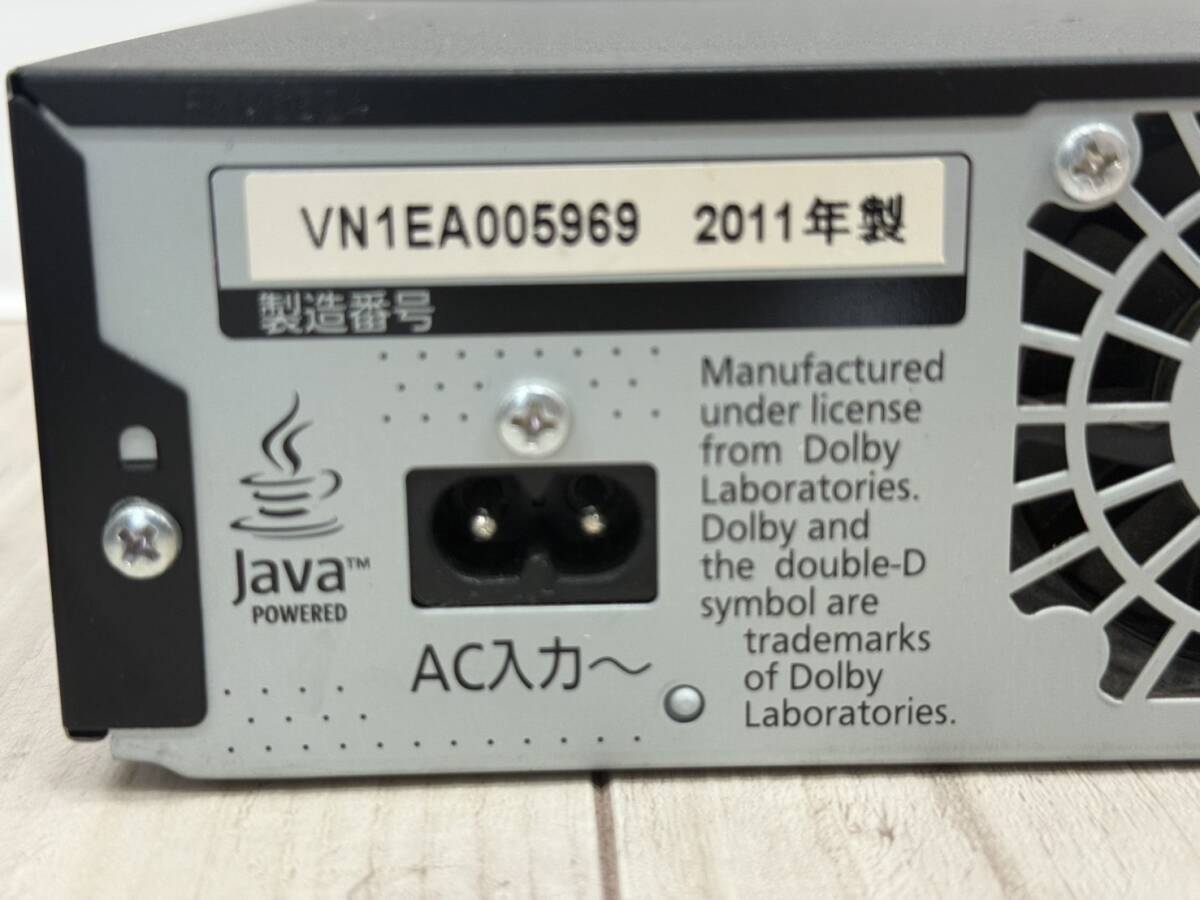 VN1EA005969 2011年製
製造番号
Java™
POWERED
AC入力～
Manufactured
under license
from Dolby
Laboratories.
Dolby and
the double-D
symbol are
trademarks
of Dolby
Laboratories.